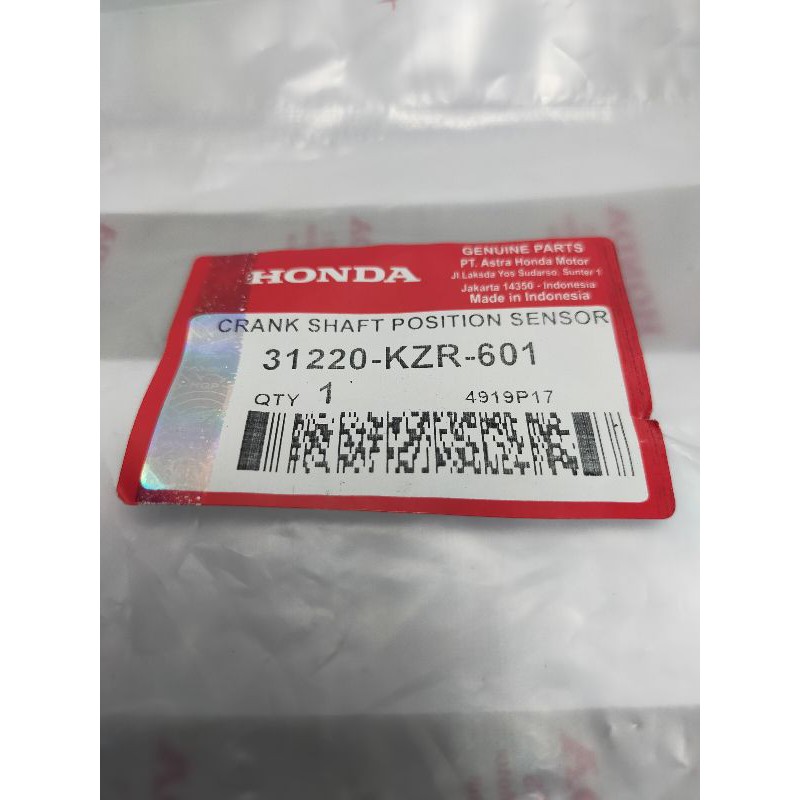 HONDA
GENUINE PARTS
PT. Astra Honda Motor
Jl.Laksda Yos Sudarso, Sunter 1
Jakarta 14350 - Indonesia
Made in Indonesia
CRANK SHAFT POSITION SENSOR
31220-KZR-601
QTY 1
4919P17